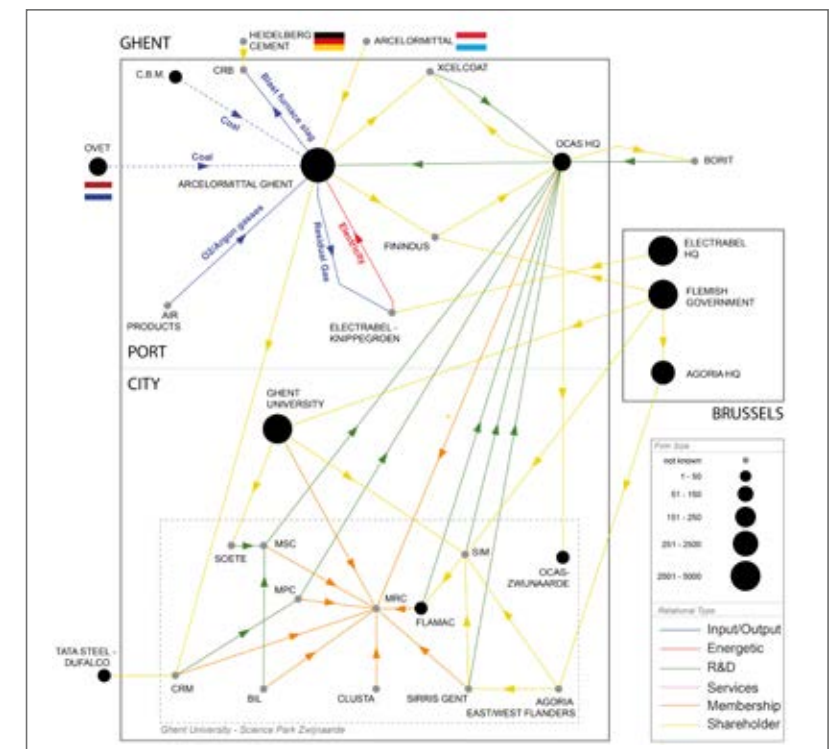 GHENT
HEIDELBERG
CEMENT
ARCELORMITTAL
C.B.M.
CRB
XCELCOAT
Blast furnace slag
Coal
OVET
Coal
OCAS HQ
BORIT
ARCELORMITTAL GHENT
O2/Argon gasses
Residual Gas
Electricity
FININDUS
ELECTRABEL
HQ
FLEMISH
GOVERNMENT
AIR
PRODUCTS
ELECTRABEL -
KNIPPEGROEN
PORT
CITY
AGORIA HQ
BRUSSELS
GHENT
UNIVERSITY
Firm Size
not known
1 - 50
51 - 150
151 - 250
251 - 2500
2501 - 5000
SOETE
MSC
SIM
OCAS-
ZWIJNAARDE
MPC
MRC
FLAMAC
TATA STEEL -
DUFALCO
CRM
BIL
CLUSTA
SIRRIS GENT
AGORIA
EAST/WEST FLANDERS
Ghent University - Science Park Zwijnaarde
Relational Type
Input/Output
Energetic
R&D
Services
Membership
Shareholder